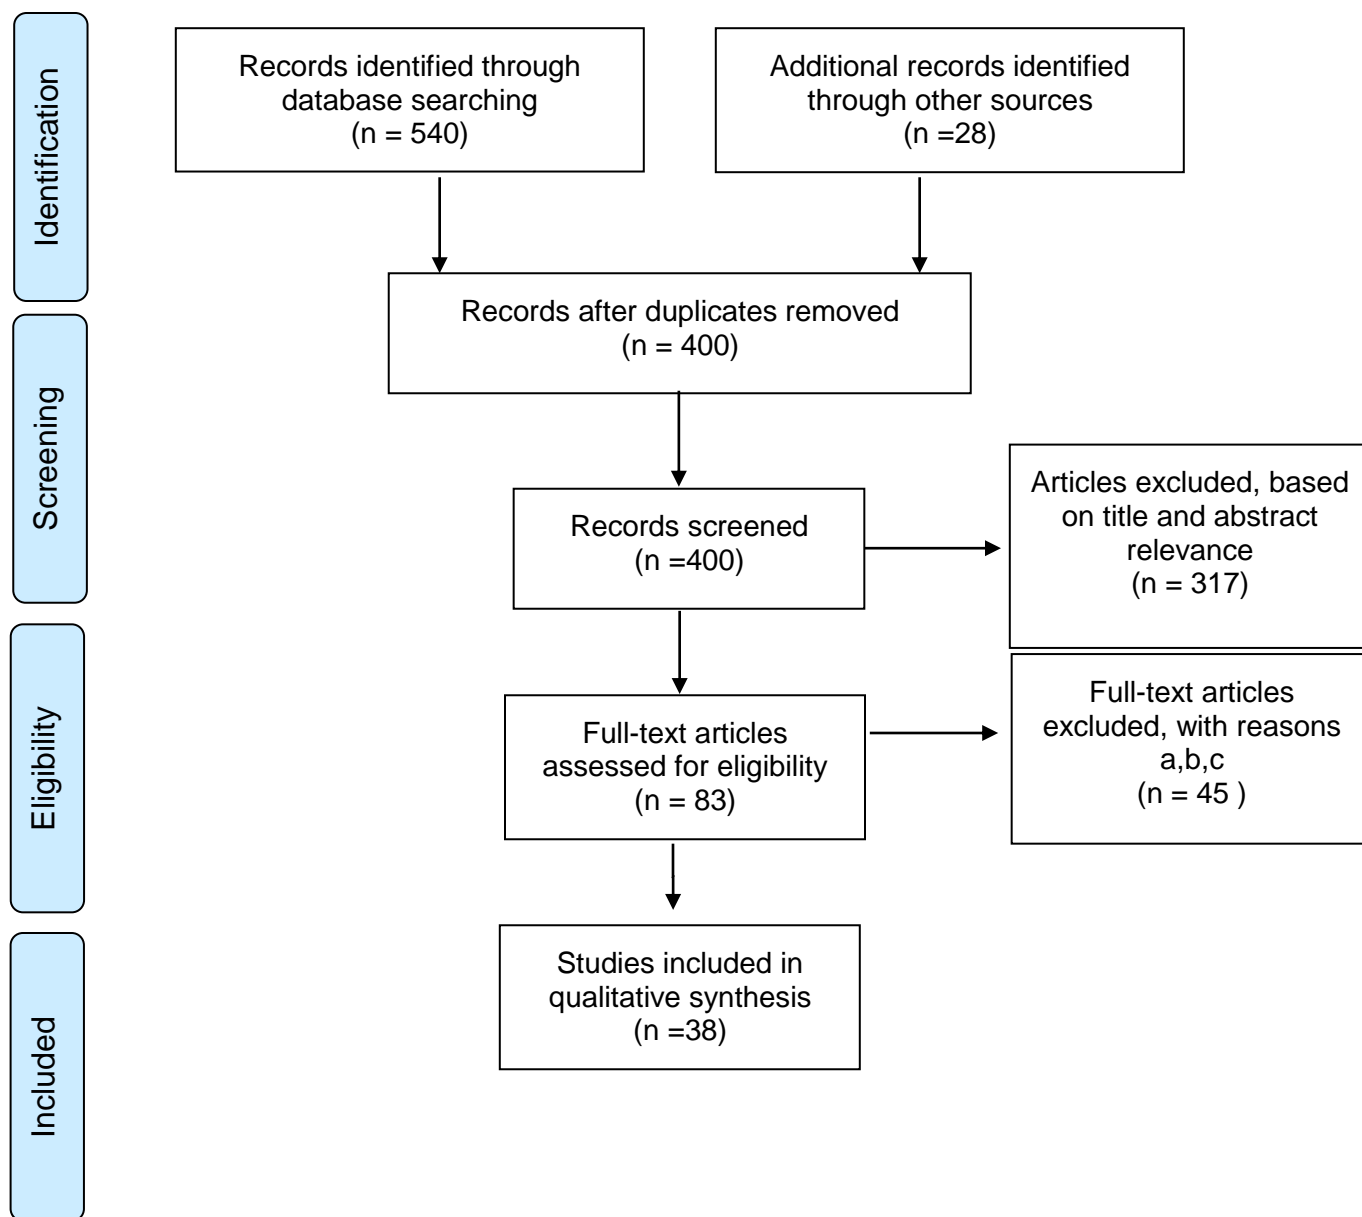 Identification
Records identified through
database searching
(n = 540)
Additional records identified
through other sources
(n =28)
Records after duplicates removed
(n = 400)
Screening
Records screened
(n =400)
Articles excluded, based
on title and abstract
relevance
(n = 317)
Eligibility
Full-text articles
assessed for eligibility
(n = 83)
Full-text articles
excluded, with reasons
a,b,c
(n = 45 )
Included
Studies included in
qualitative synthesis
(n =38)